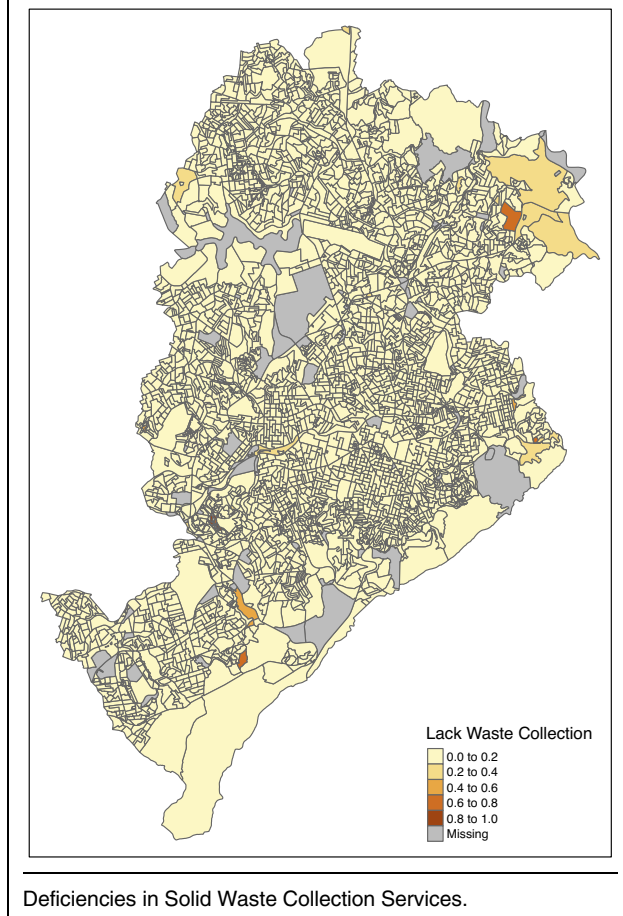 Lack Waste Collection
0.0 to 0.2
0.2 to 0.4
0.4 to 0.6
0.6 to 0.8
0.8 to 1.0
Missing
Deficiencies in Solid Waste Collection Services.